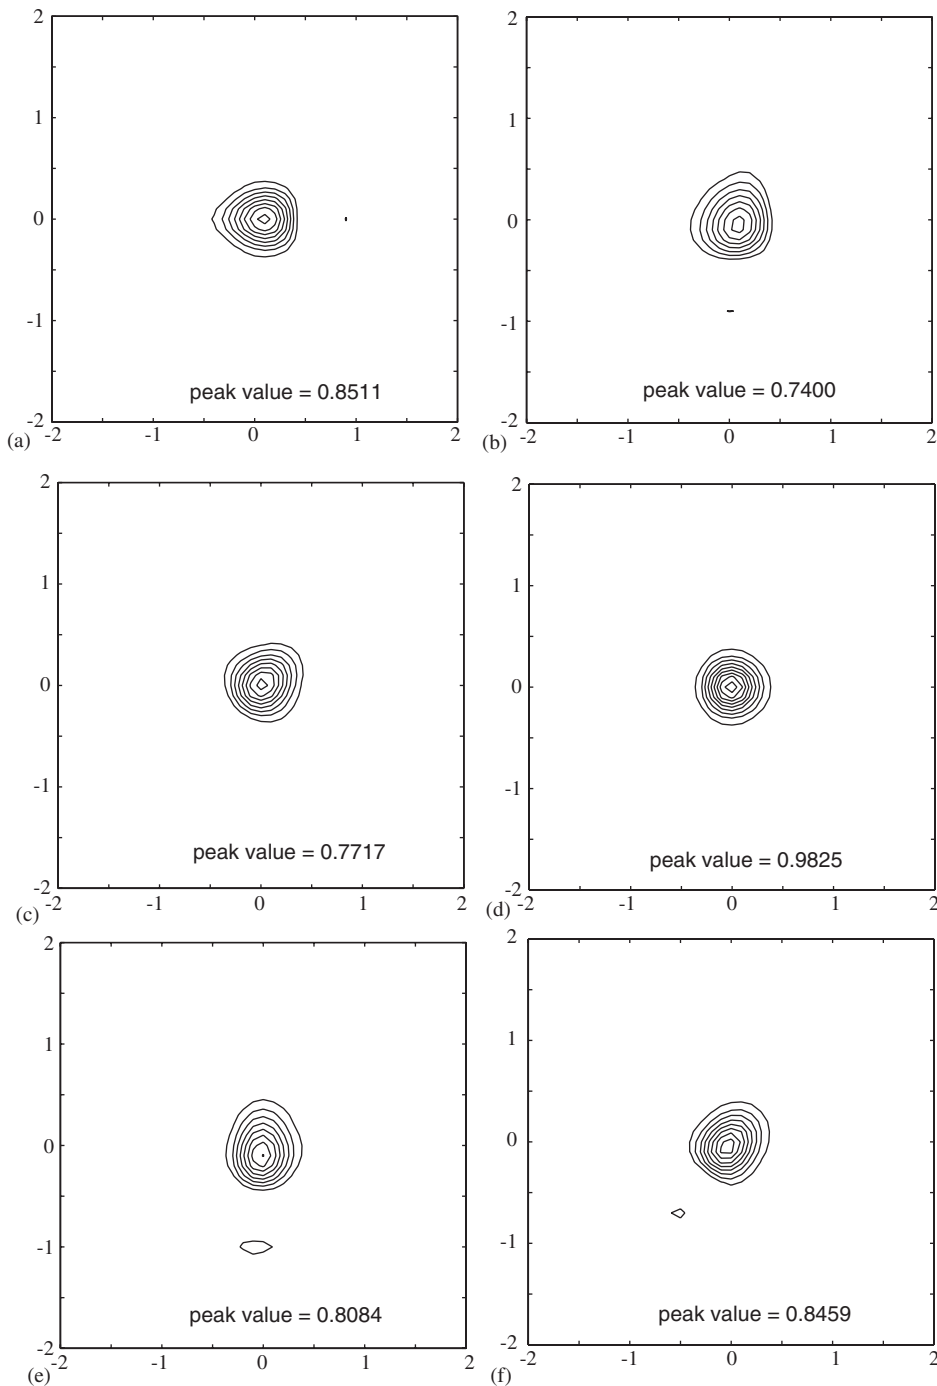 2
2
1
1
0
0
-1
-1
peak value = 0.8511
peak value = 0.7400
-2
-2
(a) -2 -1 0 1 2
(b) -2 -1 0 1 2
2
2
1
1
0
0
-1
-1
peak value = 0.7717
peak value = 0.9825
-2
-2
(c) -2 -1 0 1 2
(d) -2 -1 0 1 2
2
2
1
1
0
0
-1
-1
peak value = 0.8084
peak value = 0.8459
-2
-2
(e) -2 -1 0 1 2
(f) -2 -1 0 1 2